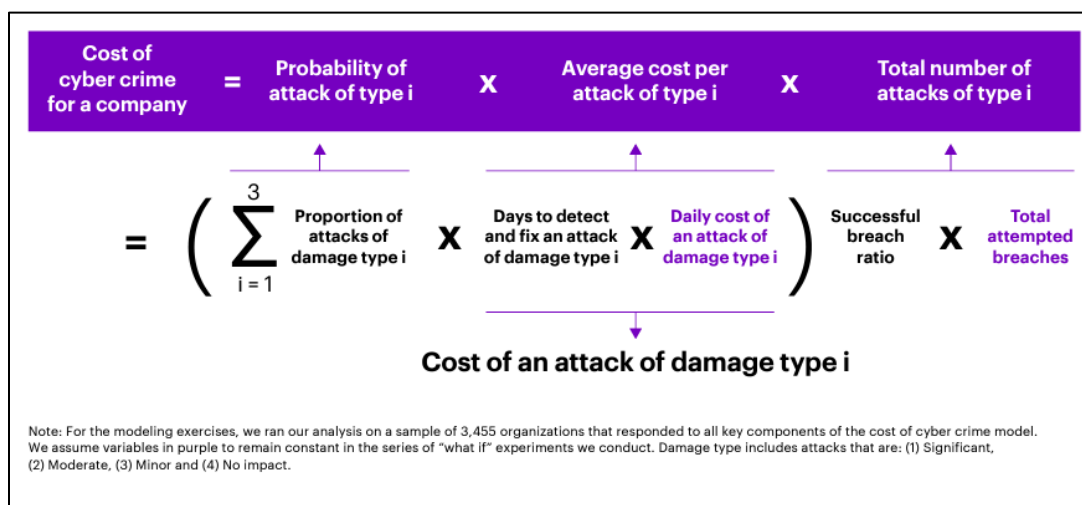 Cost of
cyber crime
for a company
=
Probability of
attack of type i
x
Average cost per
attack of type i
x
Total number of
attacks of type i
=
(
3
∑
i = 1
Proportion of
attacks of
damage type i
x
Days to detect
and fix an attack
of damage type i
x
Daily cost of
an attack of
damage type i
)
Successful
breach
ratio
x
Total
attempted
breaches
Cost of an attack of damage type i
Note: For the modeling exercises, we ran our analysis on a sample of 3,455 organizations that responded to all key components of the cost of cyber crime model.
We assume variables in purple to remain constant in the series of “what if” experiments we conduct. Damage type includes attacks that are: (1) Significant,
(2) Moderate, (3) Minor and (4) No impact.